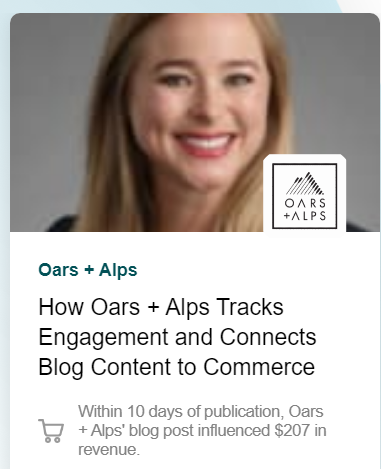 OARS
+ALPS
Oars + Alps
How Oars + Alps Tracks
Engagement and Connects
Blog Content to Commerce
Within 10 days of publication, Oars
+ Alps' blog post influenced $207 in
revenue.